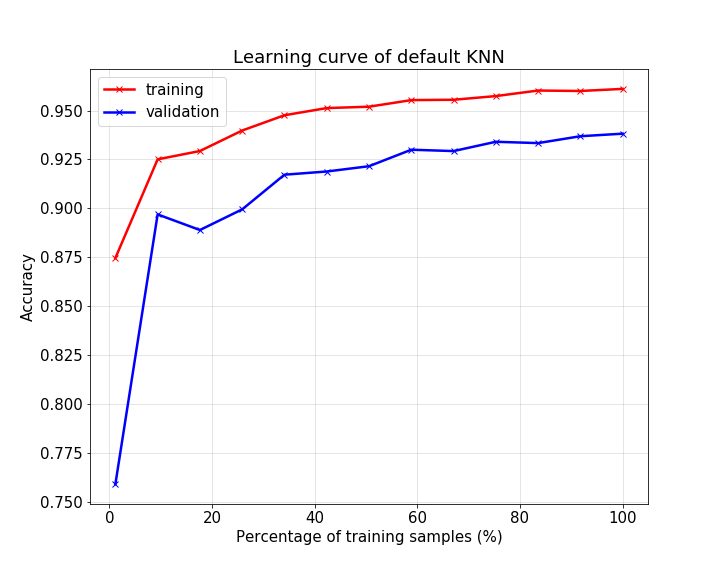 Learning curve of default KNN
training
validation
0.950
0.925
0.900
0.875
0.850
0.825
0.800
0.775
0.750
Accuracy
0 20 40 60 80 100
Percentage of training samples (%)